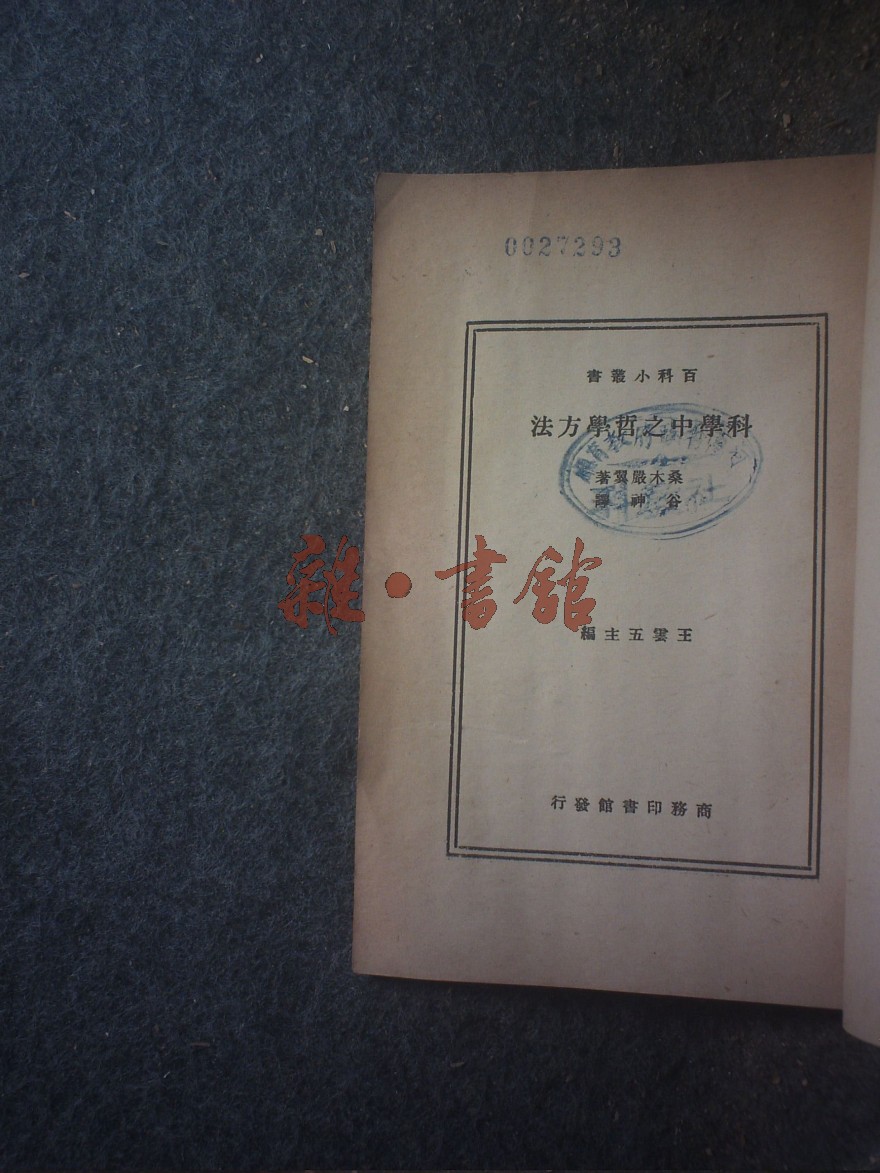 0027293
百科小叢書
科學中之哲學方法
桑木嚴翼著
谷神譯
雜·書館
王雲五主編
商務印書館發行